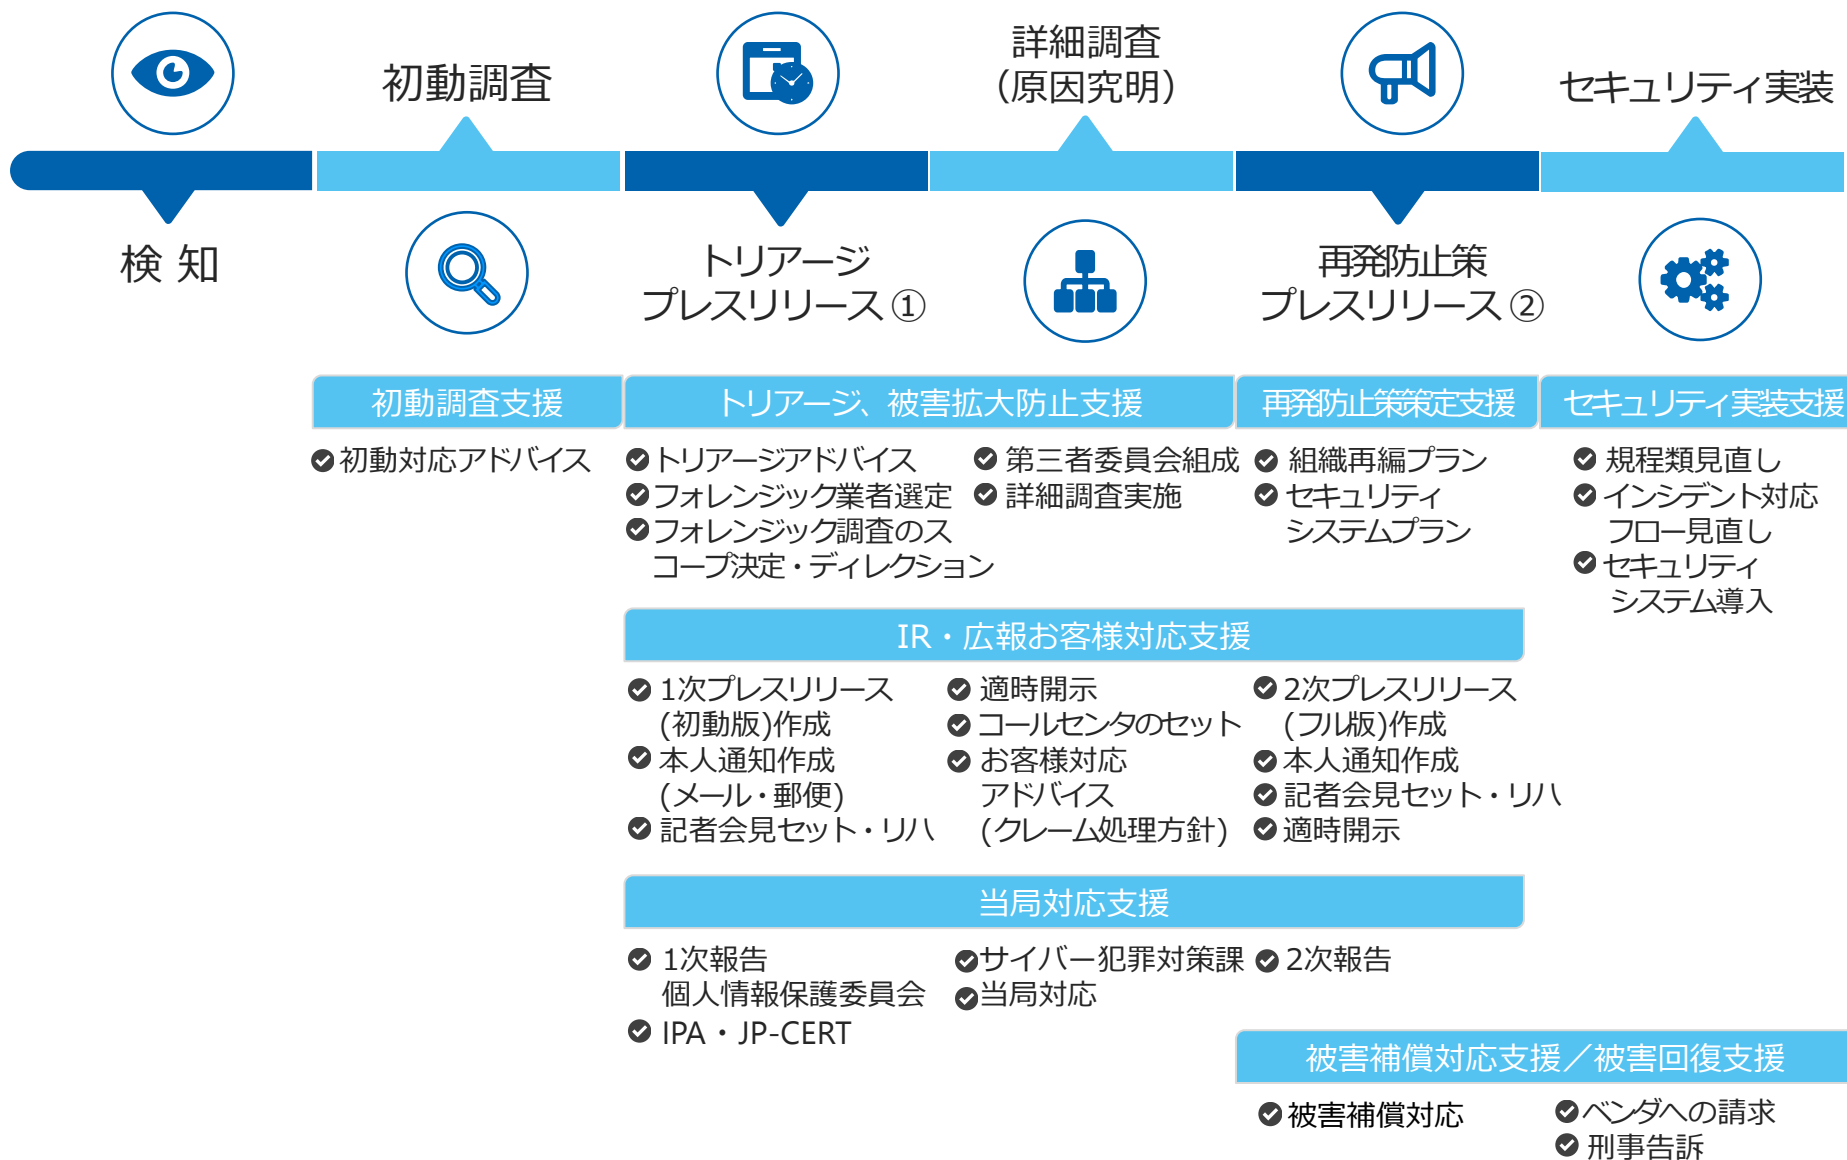 初動調査
詳細調査
（原因究明）
セキュリティ実装
検 知
トリアージ
プレスリリース①
再発防止策
プレスリリース②
初動調査支援
初動対応アドバイス
トリアージ、被害拡大防止支援
トリアージアドバイス
フォレンジック業者選定
フォレンジック調査のス
コープ決定・ディレクション
第三者委員会組成
詳細調査実施
再発防止策策定支援
組織再編プラン
セキュリティ
システムプラン
セキュリティ実装支援
規程類見直し
インシデント対応
フロー見直し
セキュリティ
システム導入
IR・広報お客様対応支援
1次プレスリリース
(初動版)作成
本人通知作成
(メール・郵便)
記者会見セット・リハ
適時開示
コールセンタのセット
お客様対応
アドバイス
(クレーム処理方針)
2次プレスリリース
(フル版)作成
本人通知作成
記者会見セット・リハ
適時開示
当局対応支援
1次報告
個人情報保護委員会
IPA・JP-CERT
サイバー犯罪対策課
当局対応
2次報告
被害補償対応支援／被害回復支援
被害補償対応
ベンダへの請求
刑事告訴